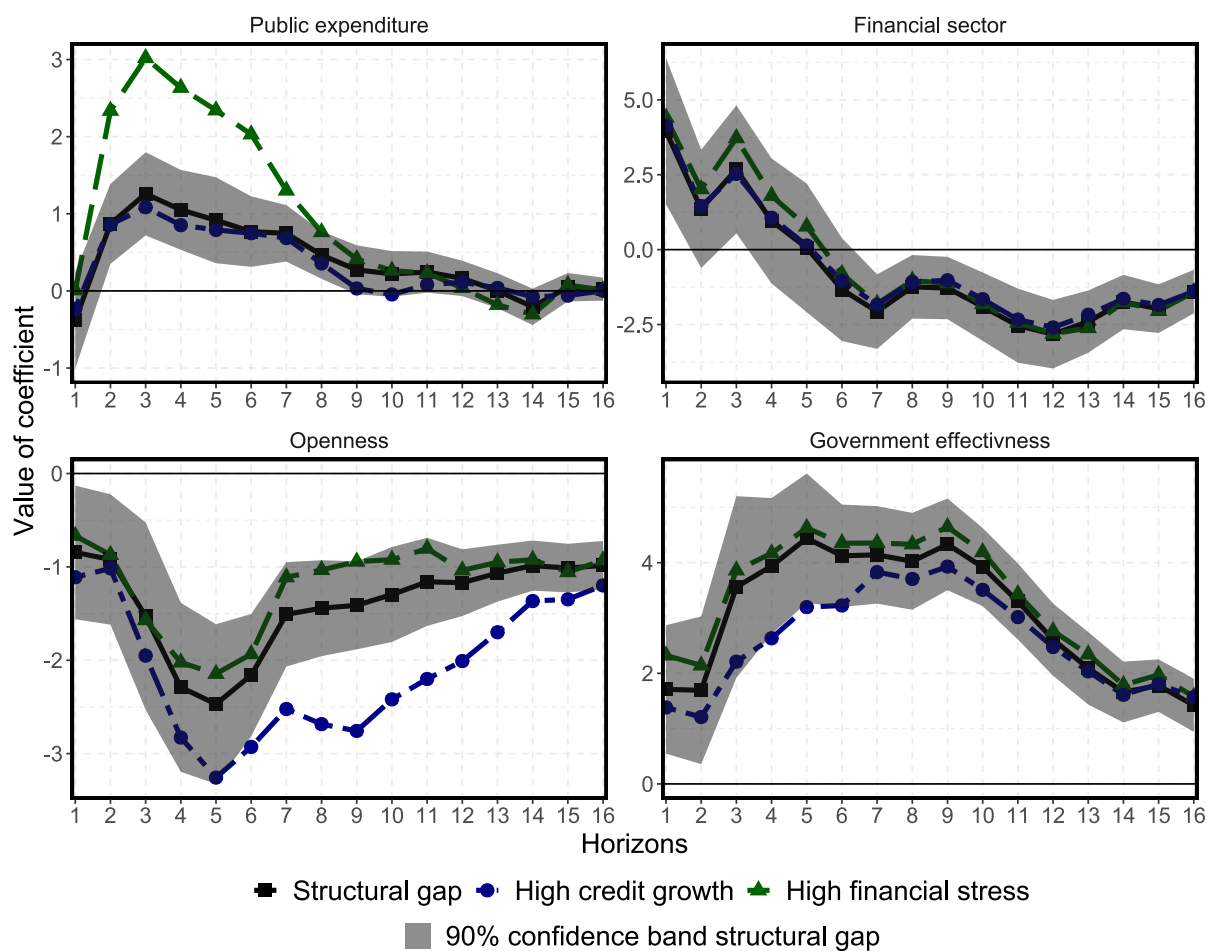 Public expenditure
Financial sector
3
2
1
0
-1
5.0
2.5
0.0
-2.5
1 2 3 4 5 6 7 8 9 10 11 12 13 14 15 16
1 2 3 4 5 6 7 8 9 10 11 12 13 14 15 16
Value of coefficient
Openness
Government effectivness
0
-1
-2
-3
4
2
0
1 2 3 4 5 6 7 8 9 10 11 12 13 14 15 16
1 2 3 4 5 6 7 8 9 10 11 12 13 14 15 16
Horizons
Structural gap High credit growth High financial stress
90% confidence band structural gap